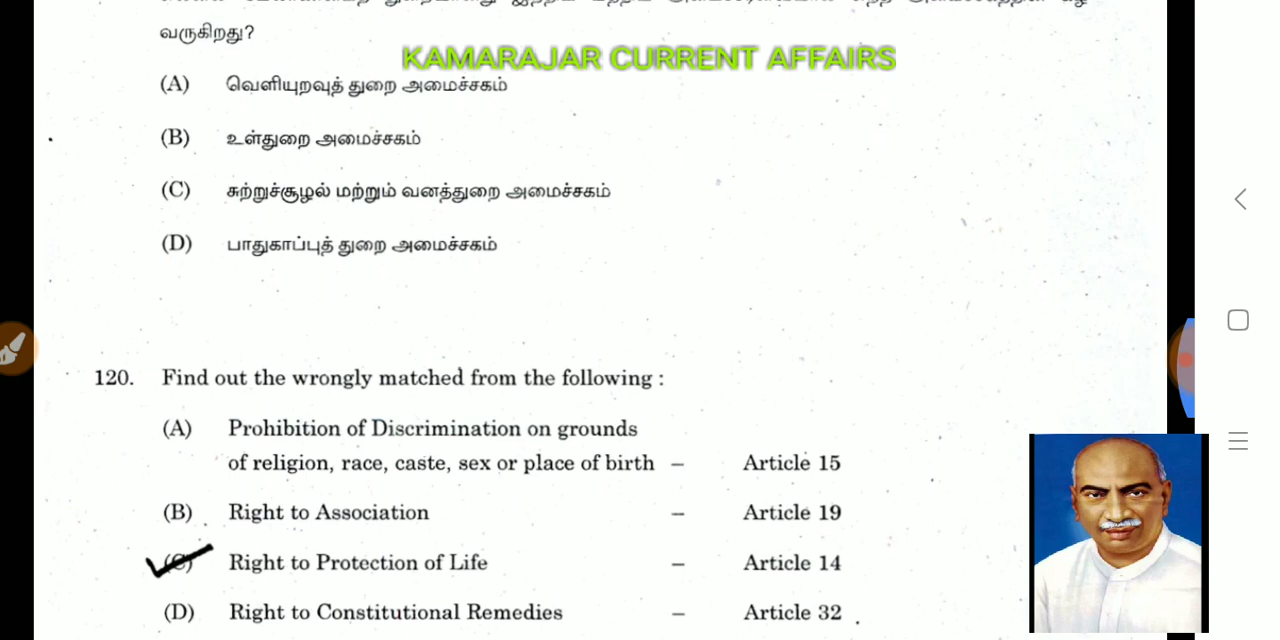 வருகிறது?
KAMARAJAR CURRENT AFFAIRS
(A) வெளியுறவுத் துறை அமைச்சகம்
(B) உள்துறை அமைச்சகம்
(C) சுற்றுச்சூழல் மற்றும் வனத்துறை அமைச்சகம்
(D) பாதுகாப்புத் துறை அமைச்சகம்
120. Find out the wrongly matched from the following :
(A) Prohibition of Discrimination on grounds
of religion, race, caste, sex or place of birth – Article 15
(B) Right to Association – Article 19
(C) Right to Protection of Life – Article 14
(D) Right to Constitutional Remedies – Article 32